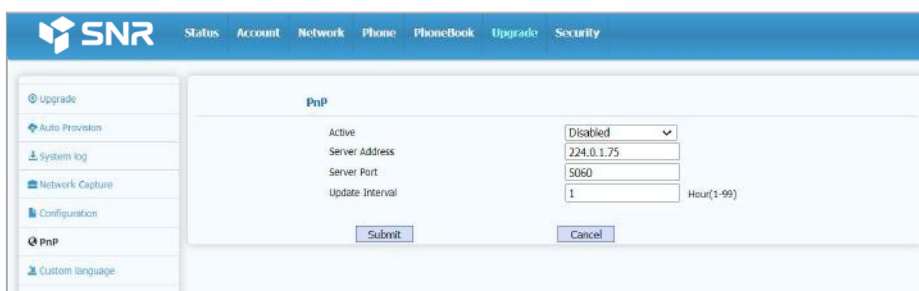 SNR
Status Account Network Phone PhoneBook Upgrade Security
Upgrade
Auto Provision
System log
Network Capture
Configuration
PnP
Custom language
PnP
Active Disabled
Server Address 224.0.1.75
Server Port 5060
Update Interval 1 Hour(1-99)
Submit Cancel